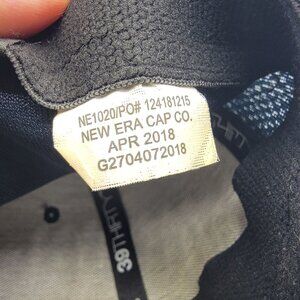 NE1020/PO# 124181215
NEW ERA CAP CO.
APR 2018
G2704072018
39THIRTY